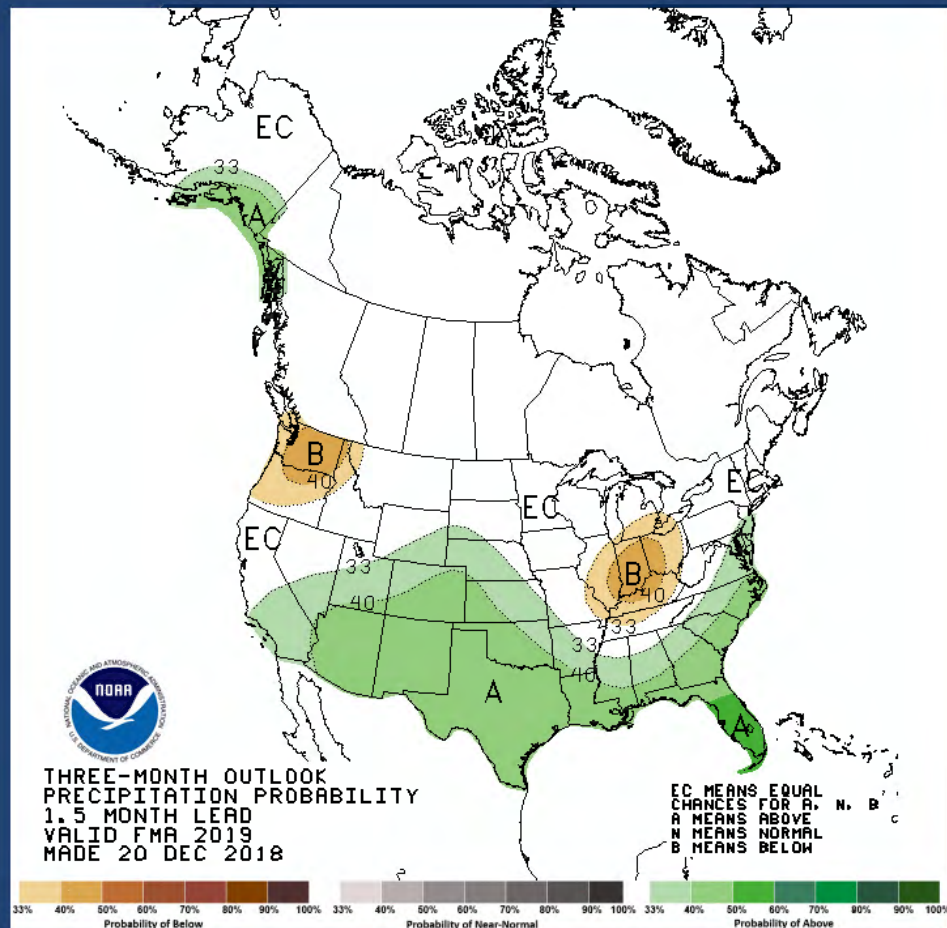 EC
33
A
B
40
EC
EC
EC
33
40
B
40
33
33
40
A
A
NATIONAL OCEANIC AND ATMOSPHERIC ADMINISTRATION
NOAA
U.S. DEPARTMENT OF COMMERCE
THREE-MONTH OUTLOOK
PRECIPITATION PROBABILITY
1.5 MONTH LEAD
VALID FMA 2019
MADE 20 DEC 2018
EC MEANS EQUAL
CHANCES FOR A, N, B
A MEANS ABOVE
N MEANS NORMAL
B MEANS BELOW
33% 40% 50% 60% 70% 80% 90% 100%
Probability of Below
33% 40% 50% 60% 70% 80% 90% 100%
Probability of Near-Normal
33% 40% 50% 60% 70% 80% 90% 100%
Probability of Above